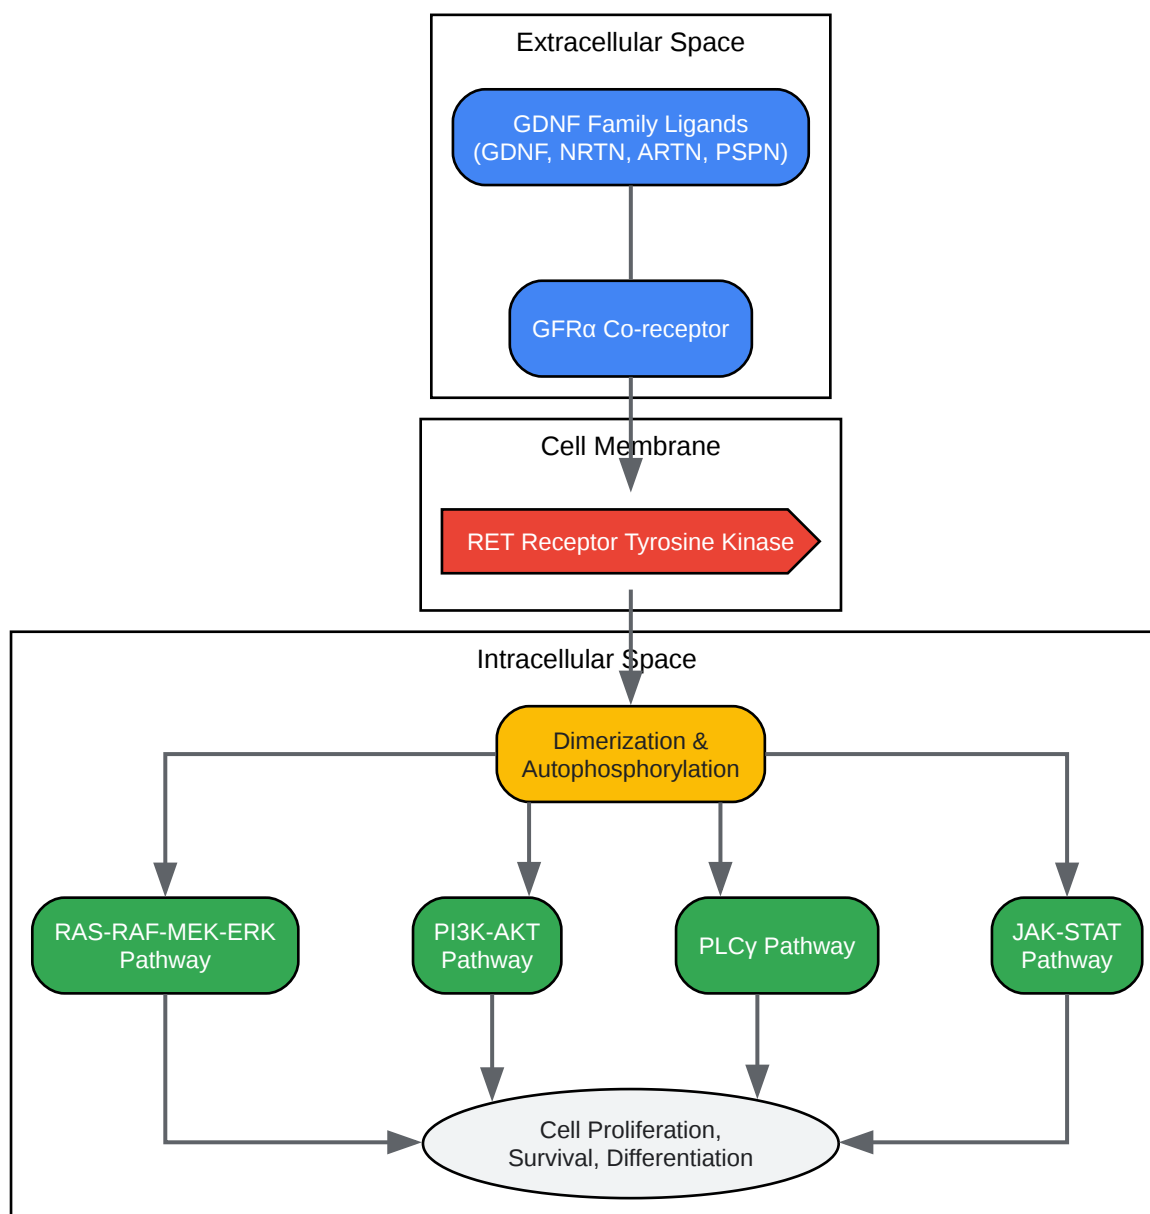 Extracellular Space
GDNF Family Ligands
(GDNF, NRTN, ARTN, PSPN)
GFRα Co-receptor
Cell Membrane
RET Receptor Tyrosine Kinase
Intracellular Space
Dimerization &
Autophosphorylation
RAS-RAF-MEK-ERK
Pathway
PI3K-AKT
Pathway
PLCγ Pathway
JAK-STAT
Pathway
Cell Proliferation,
Survival, Differentiation